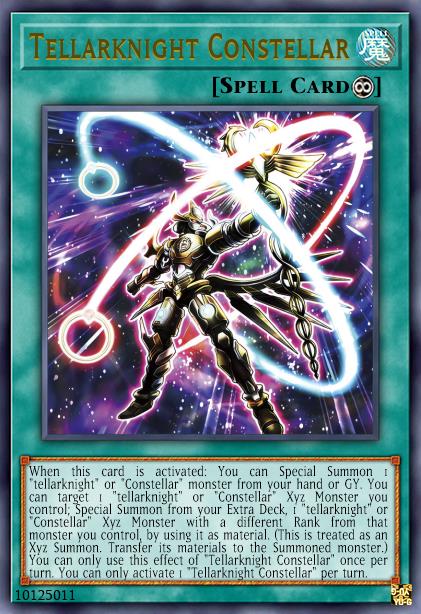 TELLARKNIGHT CONSTELLAR
SPELL
魔
[SPELL CARD]
When this card is activated: You can Special Summon 1
"tellarknight" or "Constellar" monster from your hand or GY. You
can target 1 "tellarknight" or "Constellar" Xyz Monster you
control; Special Summon from your Extra Deck, 1 "tellarknight" or
"Constellar" Xyz Monster with a different Rank from that
monster you control, by using it as material. (This is treated as an
Xyz Summon. Transfer its materials to the Summoned monster.)
You can only use this effect of "Tellarknight Constellar" once per
turn. You can only activate 1 "Tellarknight Constellar" per turn.
10125011